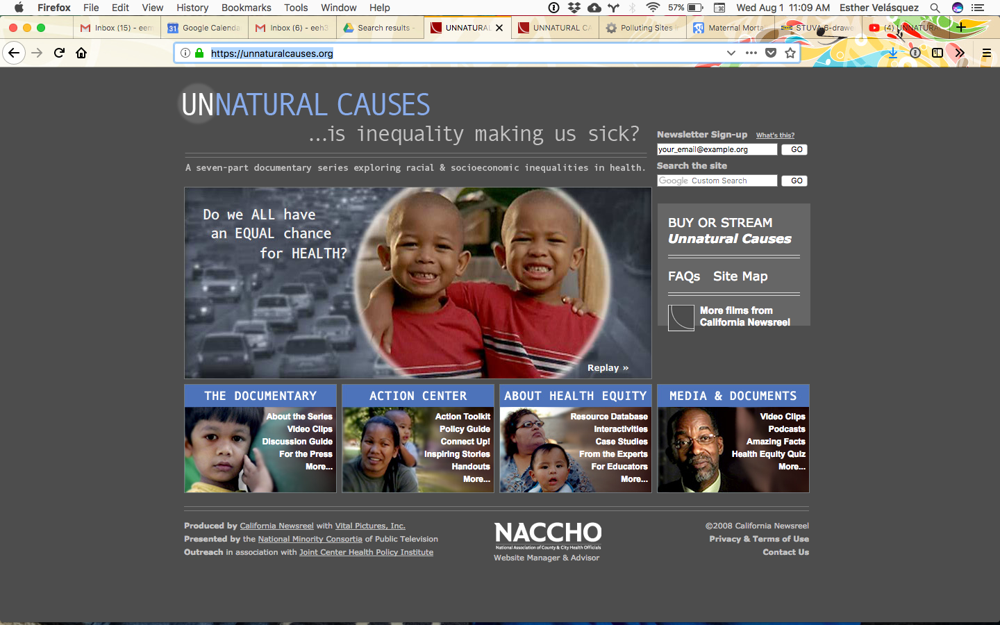 Firefox File Edit View History Bookmarks Tools Window Help 57% Wed Aug 1 11:09 AM Esther Velásquez
Inbox (15) - eem Google Calenda Inbox (6) - eeh3 Search results - UNNATURAL UNNATURAL CA Polluting Sites Maternal Morta STUVA 6-drawe (4) UNNATURA
https://unnaturalcauses.org
UNNATURAL CAUSES
...is inequality making us sick?
A seven-part documentary series exploring racial & socioeconomic inequalities in health.
Newsletter Sign-up What's this?
your_email@example.org GO
Search the site
Google Custom Search GO
Do we ALL have
an EQUAL chance
for HEALTH?
Replay »
BUY OR STREAM
Unnatural Causes
FAQs Site Map
More films from
California Newsreel
THE DOCUMENTARY
About the Series
Video Clips
Discussion Guide
For the Press
More...
ACTION CENTER
Action Toolkit
Policy Guide
Connect Up!
Inspiring Stories
Handouts
More...
ABOUT HEALTH EQUITY
Resource Database
Interactivities
Case Studies
From the Experts
For Educators
More...
MEDIA & DOCUMENTS
Video Clips
Podcasts
Amazing Facts
Health Equity Quiz
More...
Produced by California Newsreel with Vital Pictures, Inc.
Presented by the National Minority Consortia of Public Television
Outreach in association with Joint Center Health Policy Institute
NACCHO
National Association of County & City Health Officials
Website Manager & Advisor
©2008 California Newsreel
Privacy & Terms of Use
Contact Us